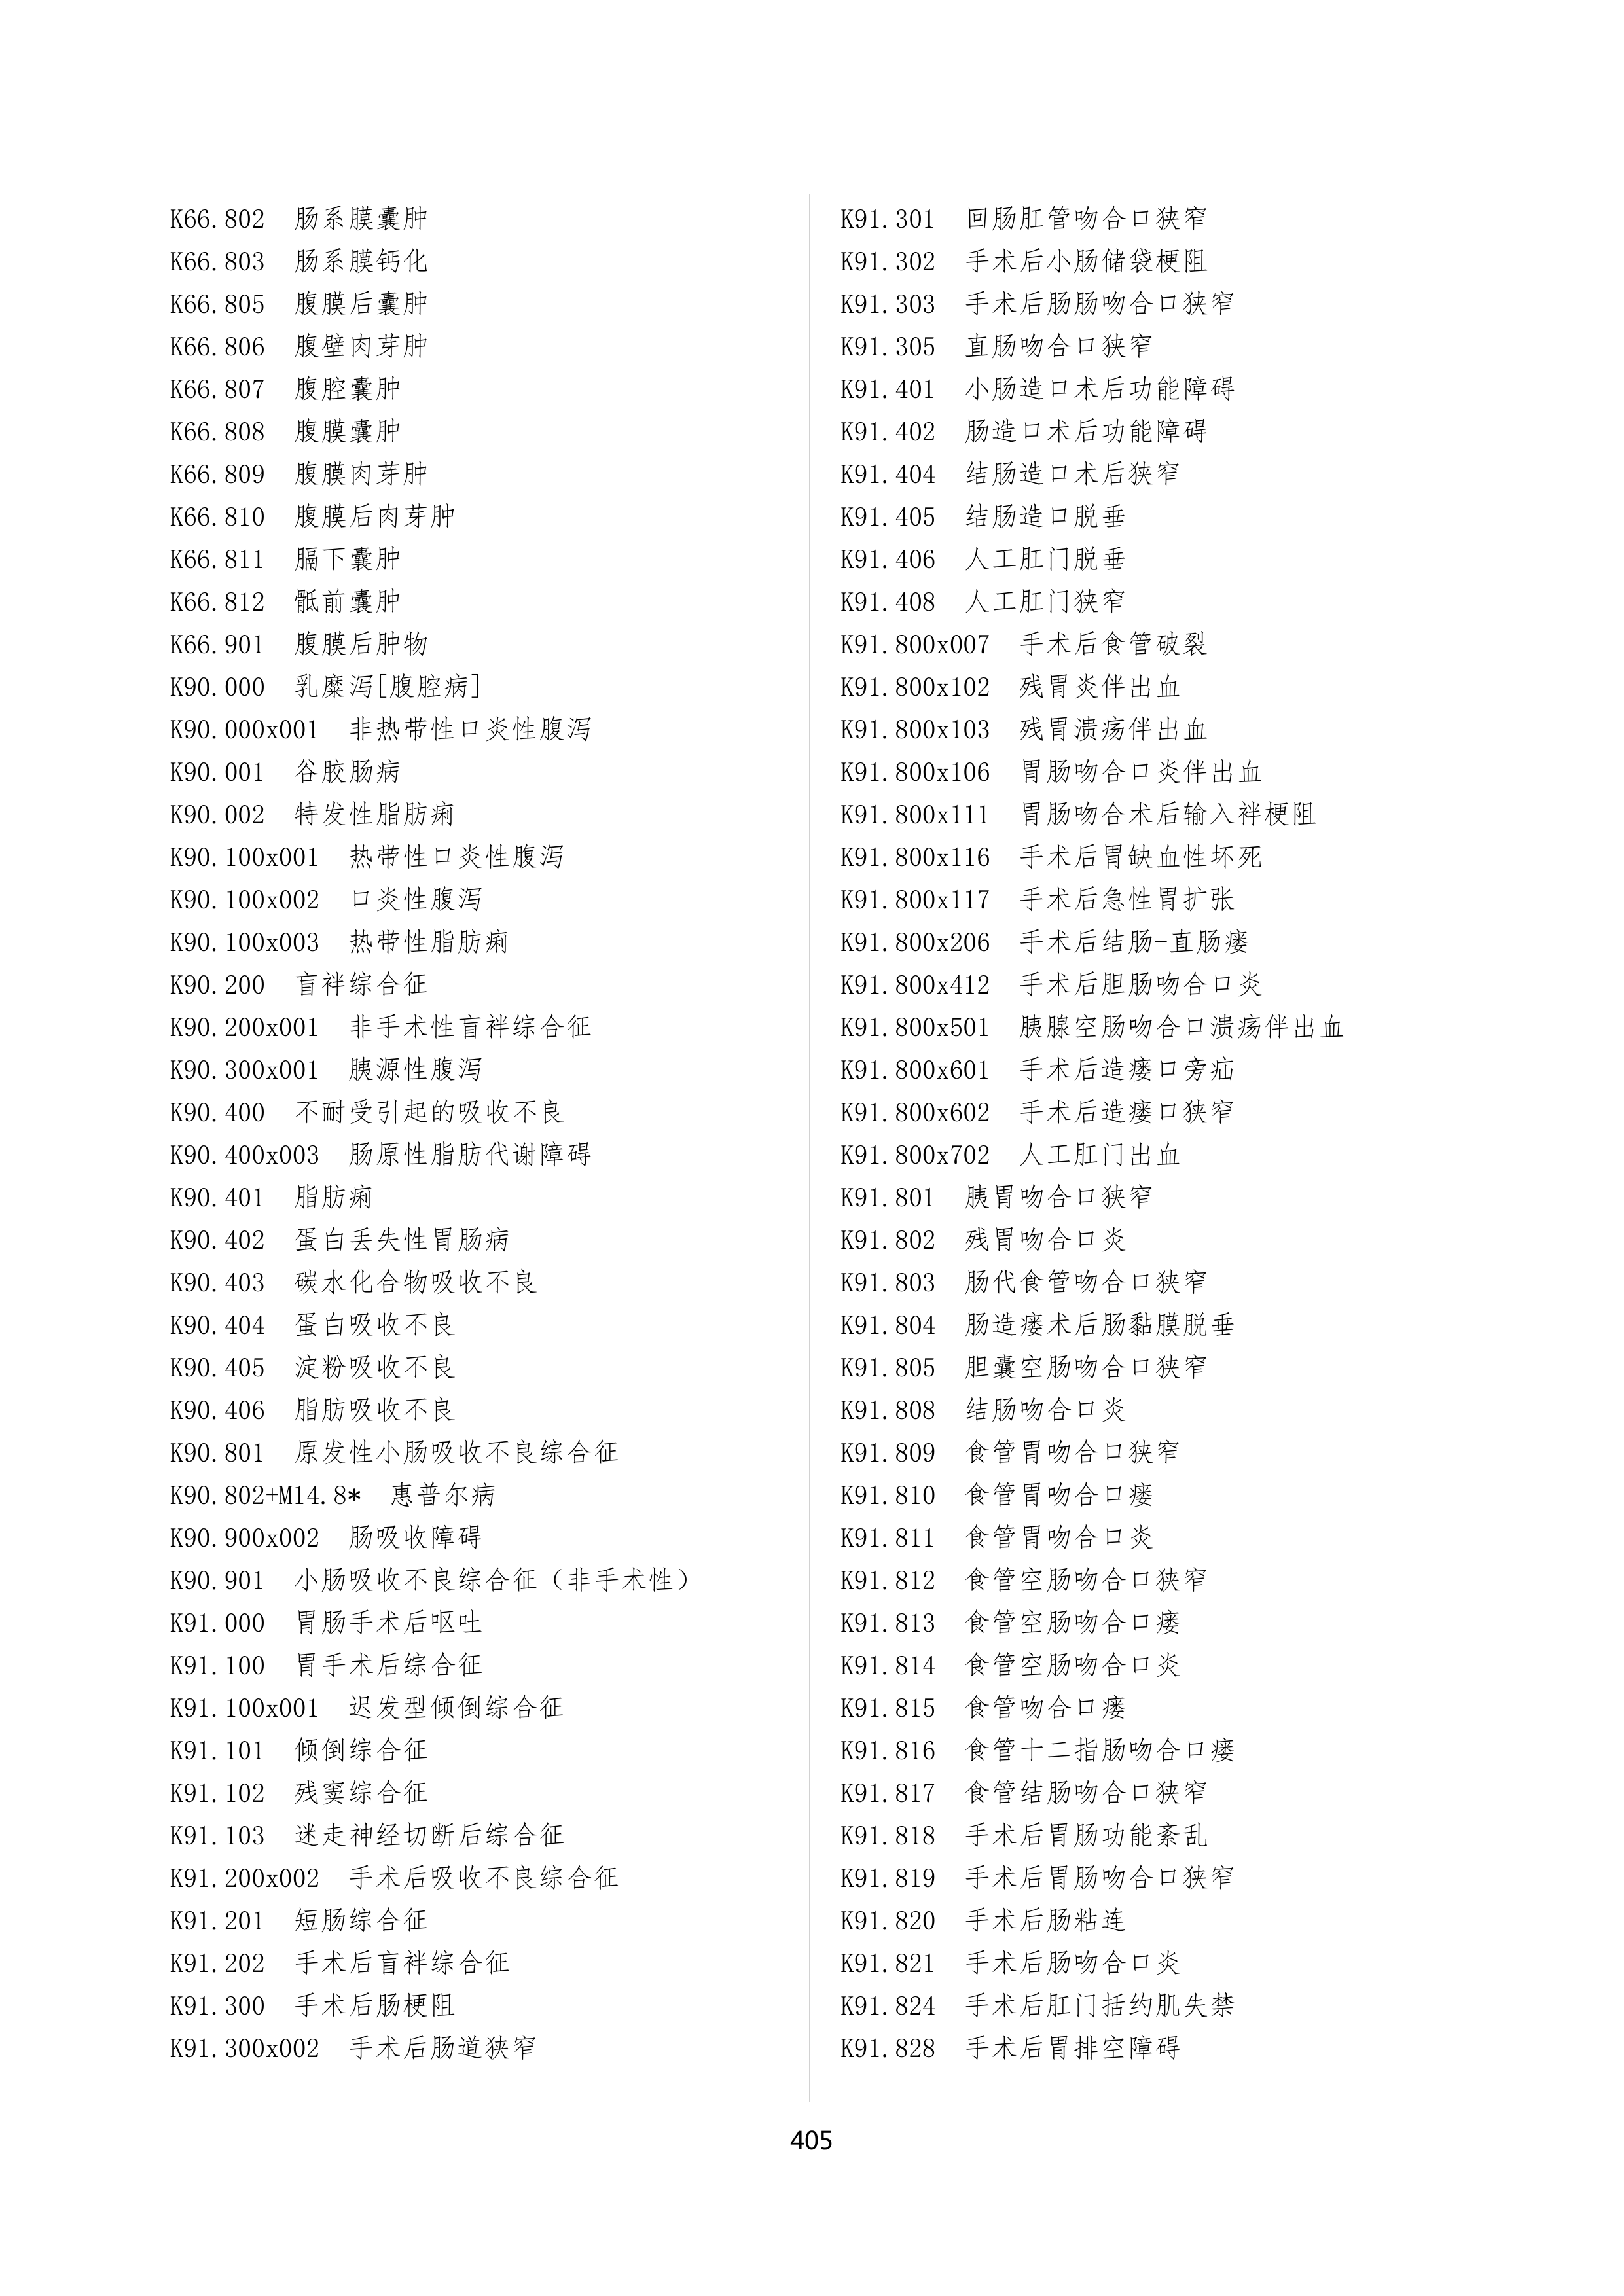 K66.802 肠系膜囊肿
K66.803 肠系膜钙化
K66.805 腹膜后囊肿
K66.806 腹壁肉芽肿
K66.807 腹腔囊肿
K66.808 腹膜囊肿
K66.809 腹膜肉芽肿
K66.810 腹膜后肉芽肿
K66.811 膈下囊肿
K66.812 骶前囊肿
K66.901 腹膜后肿物
K90.000 乳糜泻[腹腔病]
K90.000x001 非热带性口炎性腹泻
K90.001 谷胶肠病
K90.002 特发性脂肪痢
K90.100x001 热带性口炎性腹泻
K90.100x002 口炎性腹泻
K90.100x003 热带性脂肪痢
K90.200 盲袢综合征
K90.200x001 非手术性盲袢综合征
K90.300x001 胰源性腹泻
K90.400 不耐受引起的吸收不良
K90.400x003 肠原性脂肪代谢障碍
K90.401 脂肪痢
K90.402 蛋白丢失性胃肠病
K90.403 碳水化合物吸收不良
K90.404 蛋白吸收不良
K90.405 淀粉吸收不良
K90.406 脂肪吸收不良
K90.801 原发性小肠吸收不良综合征
K90.802+M14.8* 惠普尔病
K90.900x002 肠吸收障碍
K90.901 小肠吸收不良综合征（非手术性）
K91.000 胃肠手术后呕吐
K91.100 胃手术后综合征
K91.100x001 迟发型倾倒综合征
K91.101 倾倒综合征
K91.102 残窦综合征
K91.103 迷走神经切断后综合征
K91.200x002 手术后吸收不良综合征
K91.201 短肠综合征
K91.202 手术后盲袢综合征
K91.300 手术后肠梗阻
K91.300x002 手术后肠道狭窄
K91.301 回肠肛管吻合口狭窄
K91.302 手术后小肠储袋梗阻
K91.303 手术后肠肠吻合口狭窄
K91.305 直肠吻合口狭窄
K91.401 小肠造口术后功能障碍
K91.402 肠造口术后功能障碍
K91.404 结肠造口术后狭窄
K91.405 结肠造口脱垂
K91.406 人工肛门脱垂
K91.408 人工肛门狭窄
K91.800x007 手术后食管破裂
K91.800x102 残胃炎伴出血
K91.800x103 残胃溃疡伴出血
K91.800x106 胃肠吻合口炎伴出血
K91.800x111 胃肠吻合术后输入袢梗阻
K91.800x116 手术后胃缺血性坏死
K91.800x117 手术后急性胃扩张
K91.800x206 手术后结肠-直肠瘘
K91.800x412 手术后胆肠吻合口炎
K91.800x501 胰腺空肠吻合口溃疡伴出血
K91.800x601 手术后造瘘口旁疝
K91.800x602 手术后造瘘口狭窄
K91.800x702 人工肛门出血
K91.801 胰胃吻合口狭窄
K91.802 残胃吻合口炎
K91.803 肠代食管吻合口狭窄
K91.804 肠造瘘术后肠黏膜脱垂
K91.805 胆囊空肠吻合口狭窄
K91.808 结肠吻合口炎
K91.809 食管胃吻合口狭窄
K91.810 食管胃吻合口瘘
K91.811 食管胃吻合口炎
K91.812 食管空肠吻合口狭窄
K91.813 食管空肠吻合口瘘
K91.814 食管空肠吻合口炎
K91.815 食管吻合口瘘
K91.816 食管十二指肠吻合口瘘
K91.817 食管结肠吻合口狭窄
K91.818 手术后胃肠功能紊乱
K91.819 手术后胃肠吻合口狭窄
K91.820 手术后肠粘连
K91.821 手术后肠吻合口炎
K91.824 手术后肛门括约肌失禁
K91.828 手术后胃排空障碍
405